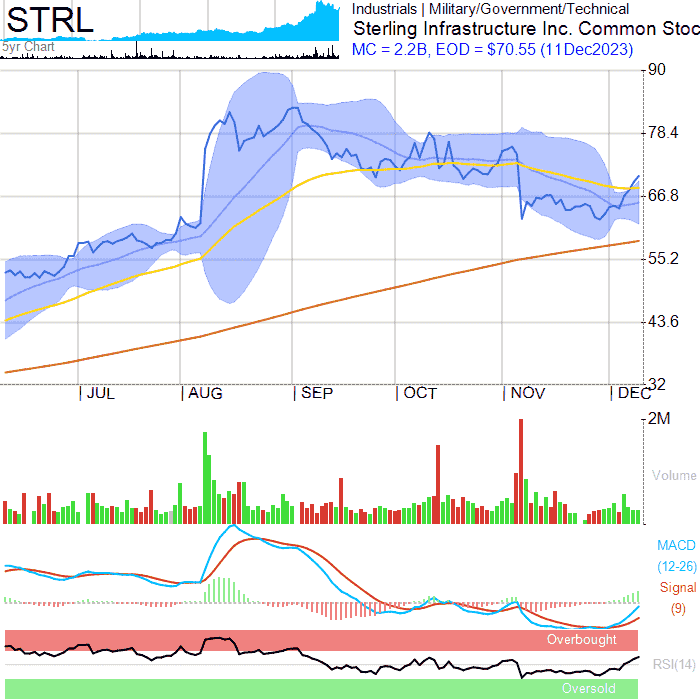 STRL
5yr Chart
Industrials | Military/Government/Technical
Sterling Infrastructure Inc. Common Stoc
MC = 2.2B, EOD = $70.55 (11Dec2023)
90
78.4
66.8
55.2
43.6
32
| JUL | AUG | SEP | OCT | NOV | DEC
2M
Volume
MACD
(12-26)
Signal
(9)
Overbought
RSI(14)
Oversold